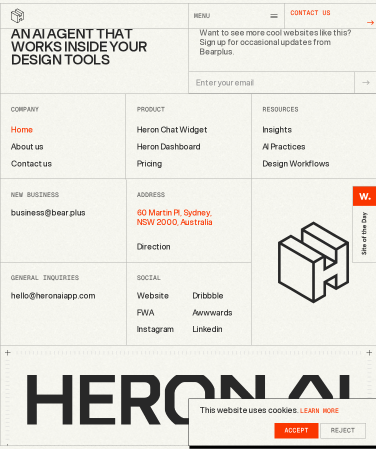 MENU
CONTACT US
AN AI AGENT THAT
WORKS INSIDE YOUR
DESIGN TOOLS
Want to see more cool websites like this?
Sign up for occasional updates from
Bearplus.
Enter your email
COMPANY
Home
About us
Contact us
PRODUCT
Heron Chat Widget
Heron Dashboard
Pricing
RESOURCES
Insights
AI Practices
Design Workflows
NEW BUSINESS
business@bear.plus
ADDRESS
60 Martin Pl, Sydney,
NSW 2000, Australia
Direction
W.
Site of the Day
GENERAL INQUIRIES
hello@heronaiapp.com
SOCIAL
Website
Dribbble
FWA
Awwwards
Instagram
Linkedin
HERON AI
This website uses cookies. LEARN MORE
ACCEPT
REJECT